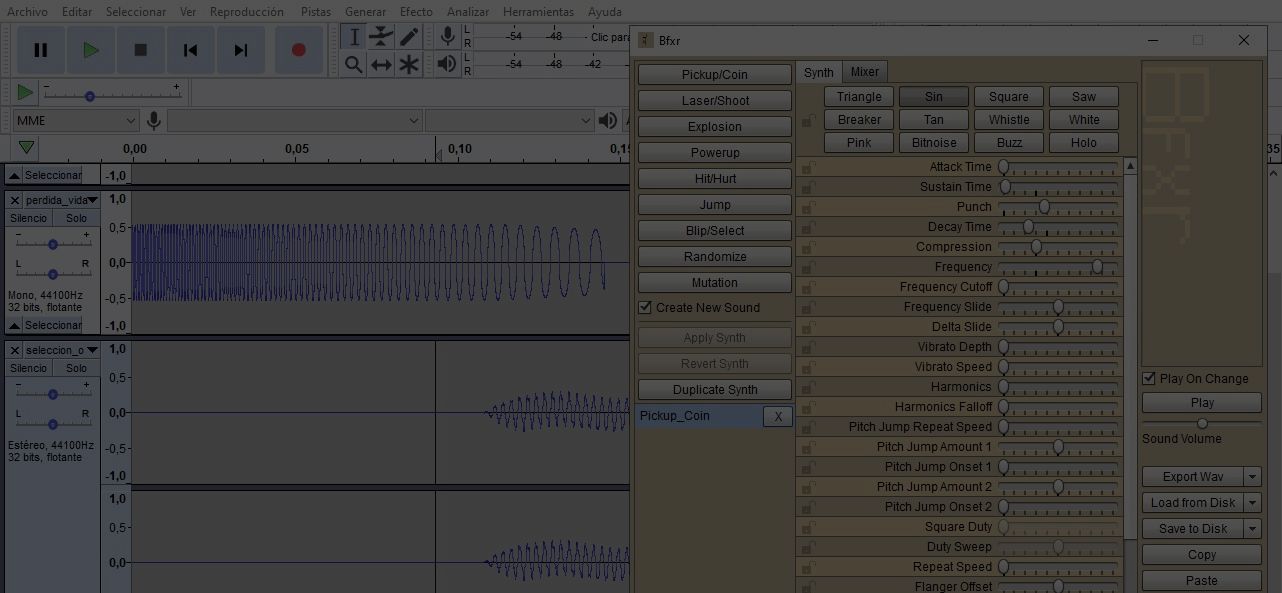 Archivo Editar Seleccionar Ver Reproducción Pistas Generar Efecto Analizar Herramientas Ayuda
L
R
-54 -48 - Clic para
L
R
-54 -48 -42
- +
MME
0,00 0,05 0,10 0,15
Seleccionar
-1,0
perdida_vida
Silencio Solo
- +
L R
Mono, 44100Hz
32 bits, flotante
Seleccionar
1,0
0,5-
0,0-
-0,5-
-1,0
seleccion_o
Silencio Solo
- +
L R
Estéreo, 44100Hz
32 bits, flotante
1,0
0,5-
0,0-
-0,5-
-1,0
1,0
0,5-
0,0-
Bfxr
Pickup/Coin
Laser/Shoot
Explosion
Powerup
Hit/Hurt
Jump
Blip/Select
Randomize
Mutation
Create New Sound
Apply Synth
Revert Synth
Duplicate Synth
Pickup_Coin X
Synth Mixer
Triangle Sin Square Saw
Breaker Tan Whistle White
Pink Bitnoise Buzz Holo
Attack Time
Sustain Time
Punch
Decay Time
Compression
Frequency
Frequency Cutoff
Frequency Slide
Delta Slide
Vibrato Depth
Vibrato Speed
Harmonics
Harmonics Falloff
Pitch Jump Repeat Speed
Pitch Jump Amount 1
Pitch Jump Onset 1
Pitch Jump Amount 2
Pitch Jump Onset 2
Square Duty
Duty Sweep
Repeat Speed
Flanger Offset
Bfxr
Play On Change
Play
Sound Volume
Export Wav
Load from Disk
Save to Disk
Copy
Paste
35